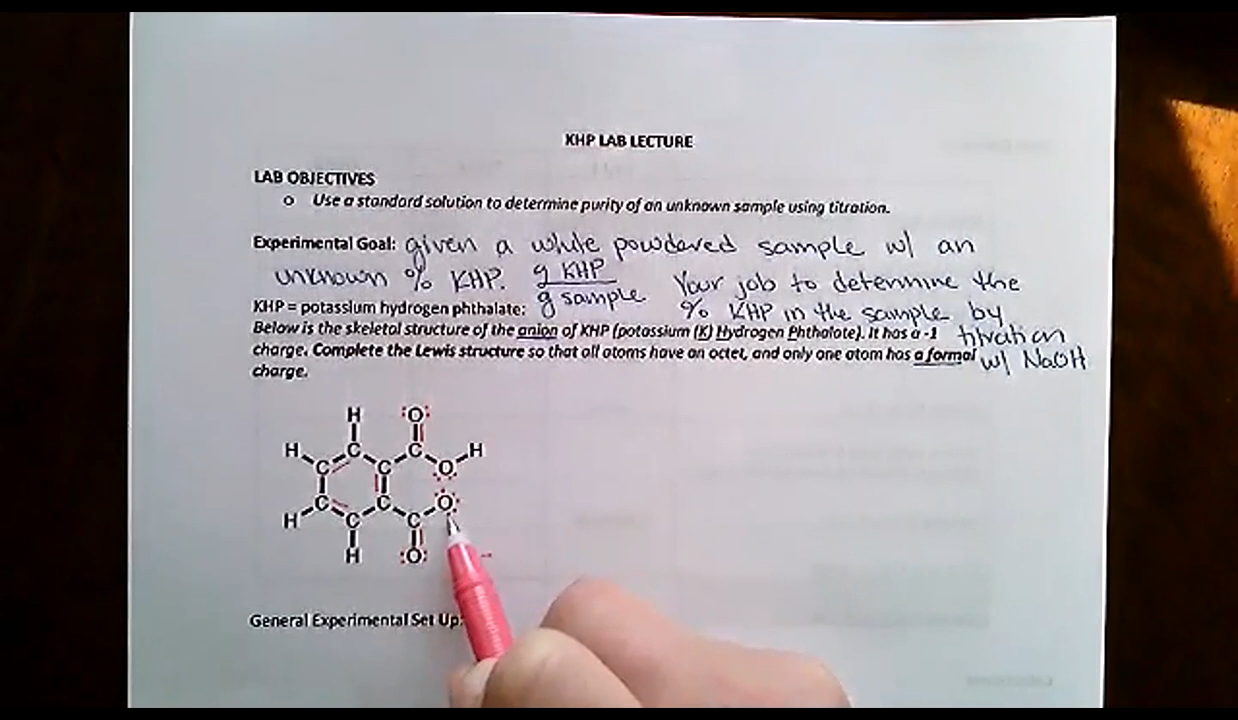 KHP LAB LECTURE
LAB OBJECTIVES
o Use a standard solution to determine purity of an unknown sample using titration.
Experimental Goal: given a white powdered sample w/ an
unknown % KHP. g KHP Your job to determine the
KHP = potassium hydrogen phthalate: g sample % KHP in the sample by
Below is the skeletal structure of the anion of KHP (potassium (K) Hydrogen Phthalate). It has a -1 titration
charge. Complete the Lewis structure so that all atoms have an octet, and only one atom has a formal w/ NaOH
charge.
H :O:
H C C H
C C O
C C O
H C C
H :O:
General Experimental Set Up: